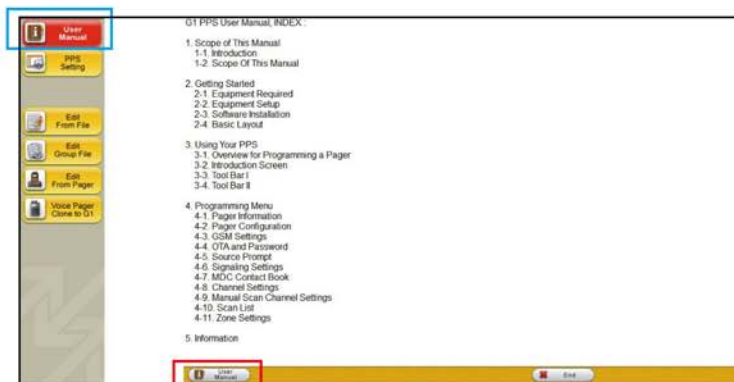 User
Manual
PPS
Setting
Edit
From File
Edit
Group File
Edit
From Pager
Voice Pager
Clone to G1
G1 PPS User Manual, INDEX :
1. Scope of This Manual
1-1. Introduction
1-2. Scope Of This Manual
2. Getting Started
2-1. Equipment Required
2-2. Equipment Setup
2-3. Software Installation
2-4. Basic Layout
3. Using Your PPS
3-1. Overview for Programming a Pager
3-2. Introduction Screen
3-3. Tool Bar I
3-4. Tool Bar II
4. Programming Menu
4-1. Pager Information
4-2. Pager Configuration
4-3. GSM Settings
4-4. OTA and Password
4-5. Source Prompt
4-6. Signaling Settings
4-7. MDC Contact Book
4-8. Channel Settings
4-9. Manual Scan Channel Settings
4-10. Scan List
4-11. Zone Settings
5. Information
User
Manual
End